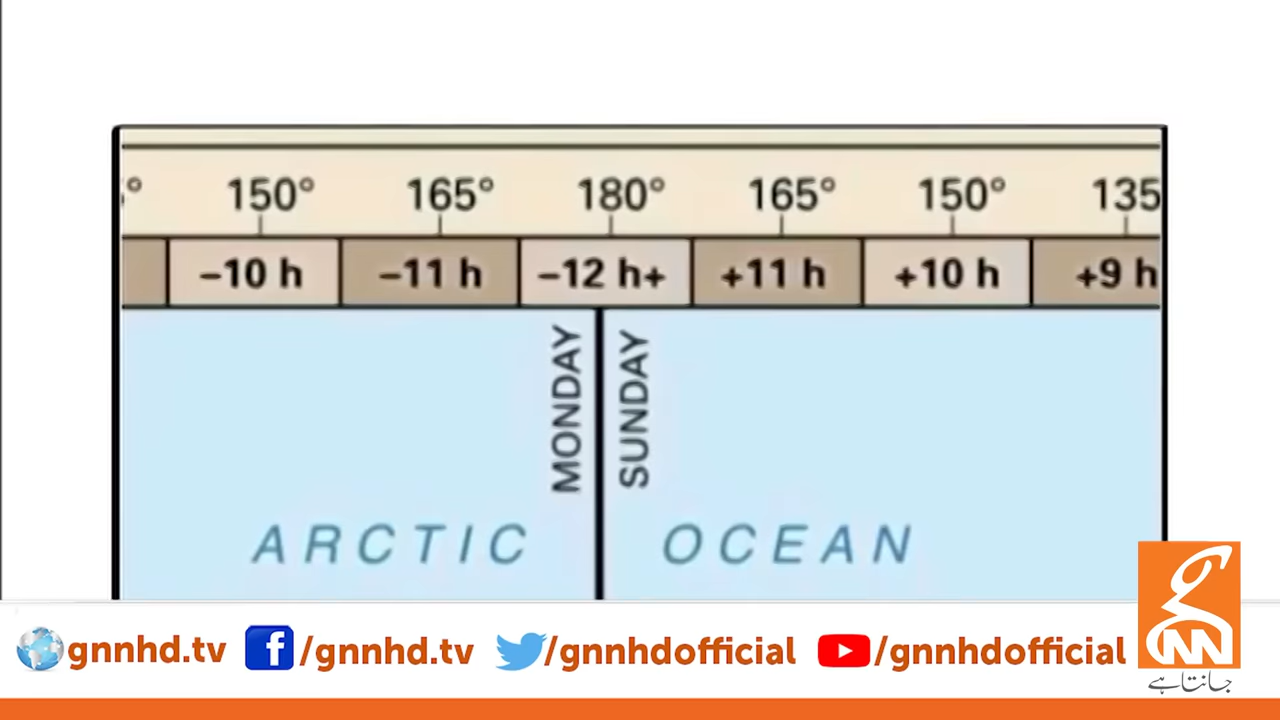 150° 165° 180° 165° 150° 135
–10 h –11 h –12 h+ +11 h +10 h +9 h
MONDAY
SUNDAY
ARCTIC OCEAN
GNN
gnnhd.tv /gnnhd.tv /gnnhdofficial /gnnhdofficial
جانتا ہے